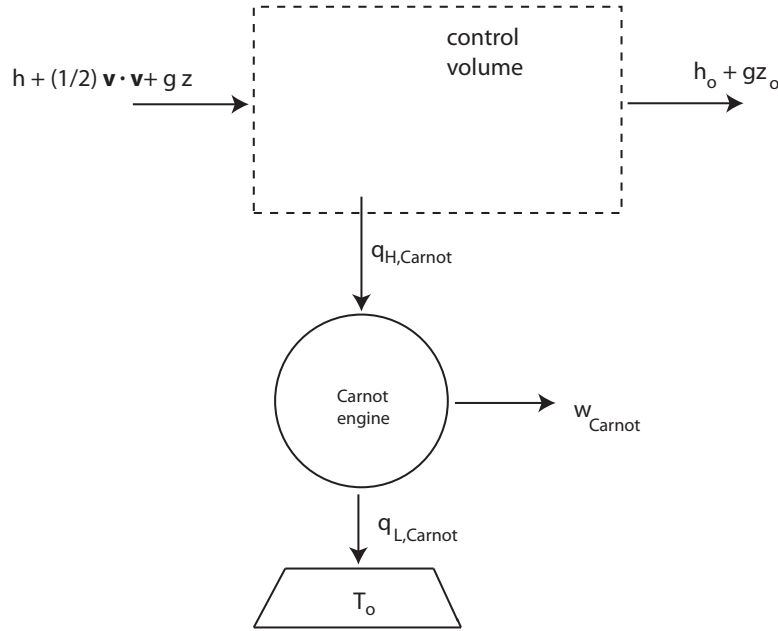 control
volume
h + (1/2) v · v+ g z
h_o + gz_o
q_H,Carnot
Carnot
engine
w_Carnot
q_L,Carnot
T_o